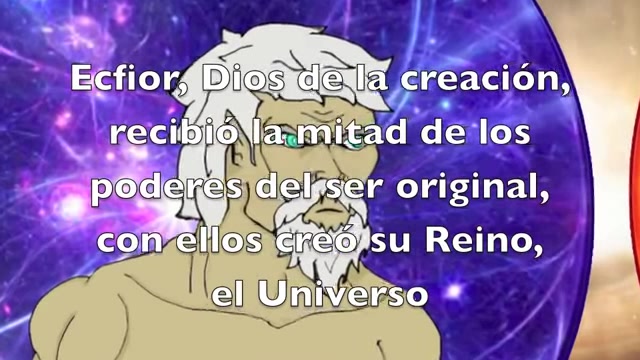 Ecfior, Dios de la creación,
recibió la mitad de los
poderes del ser original,
con ellos creó su Reino,
el Universo